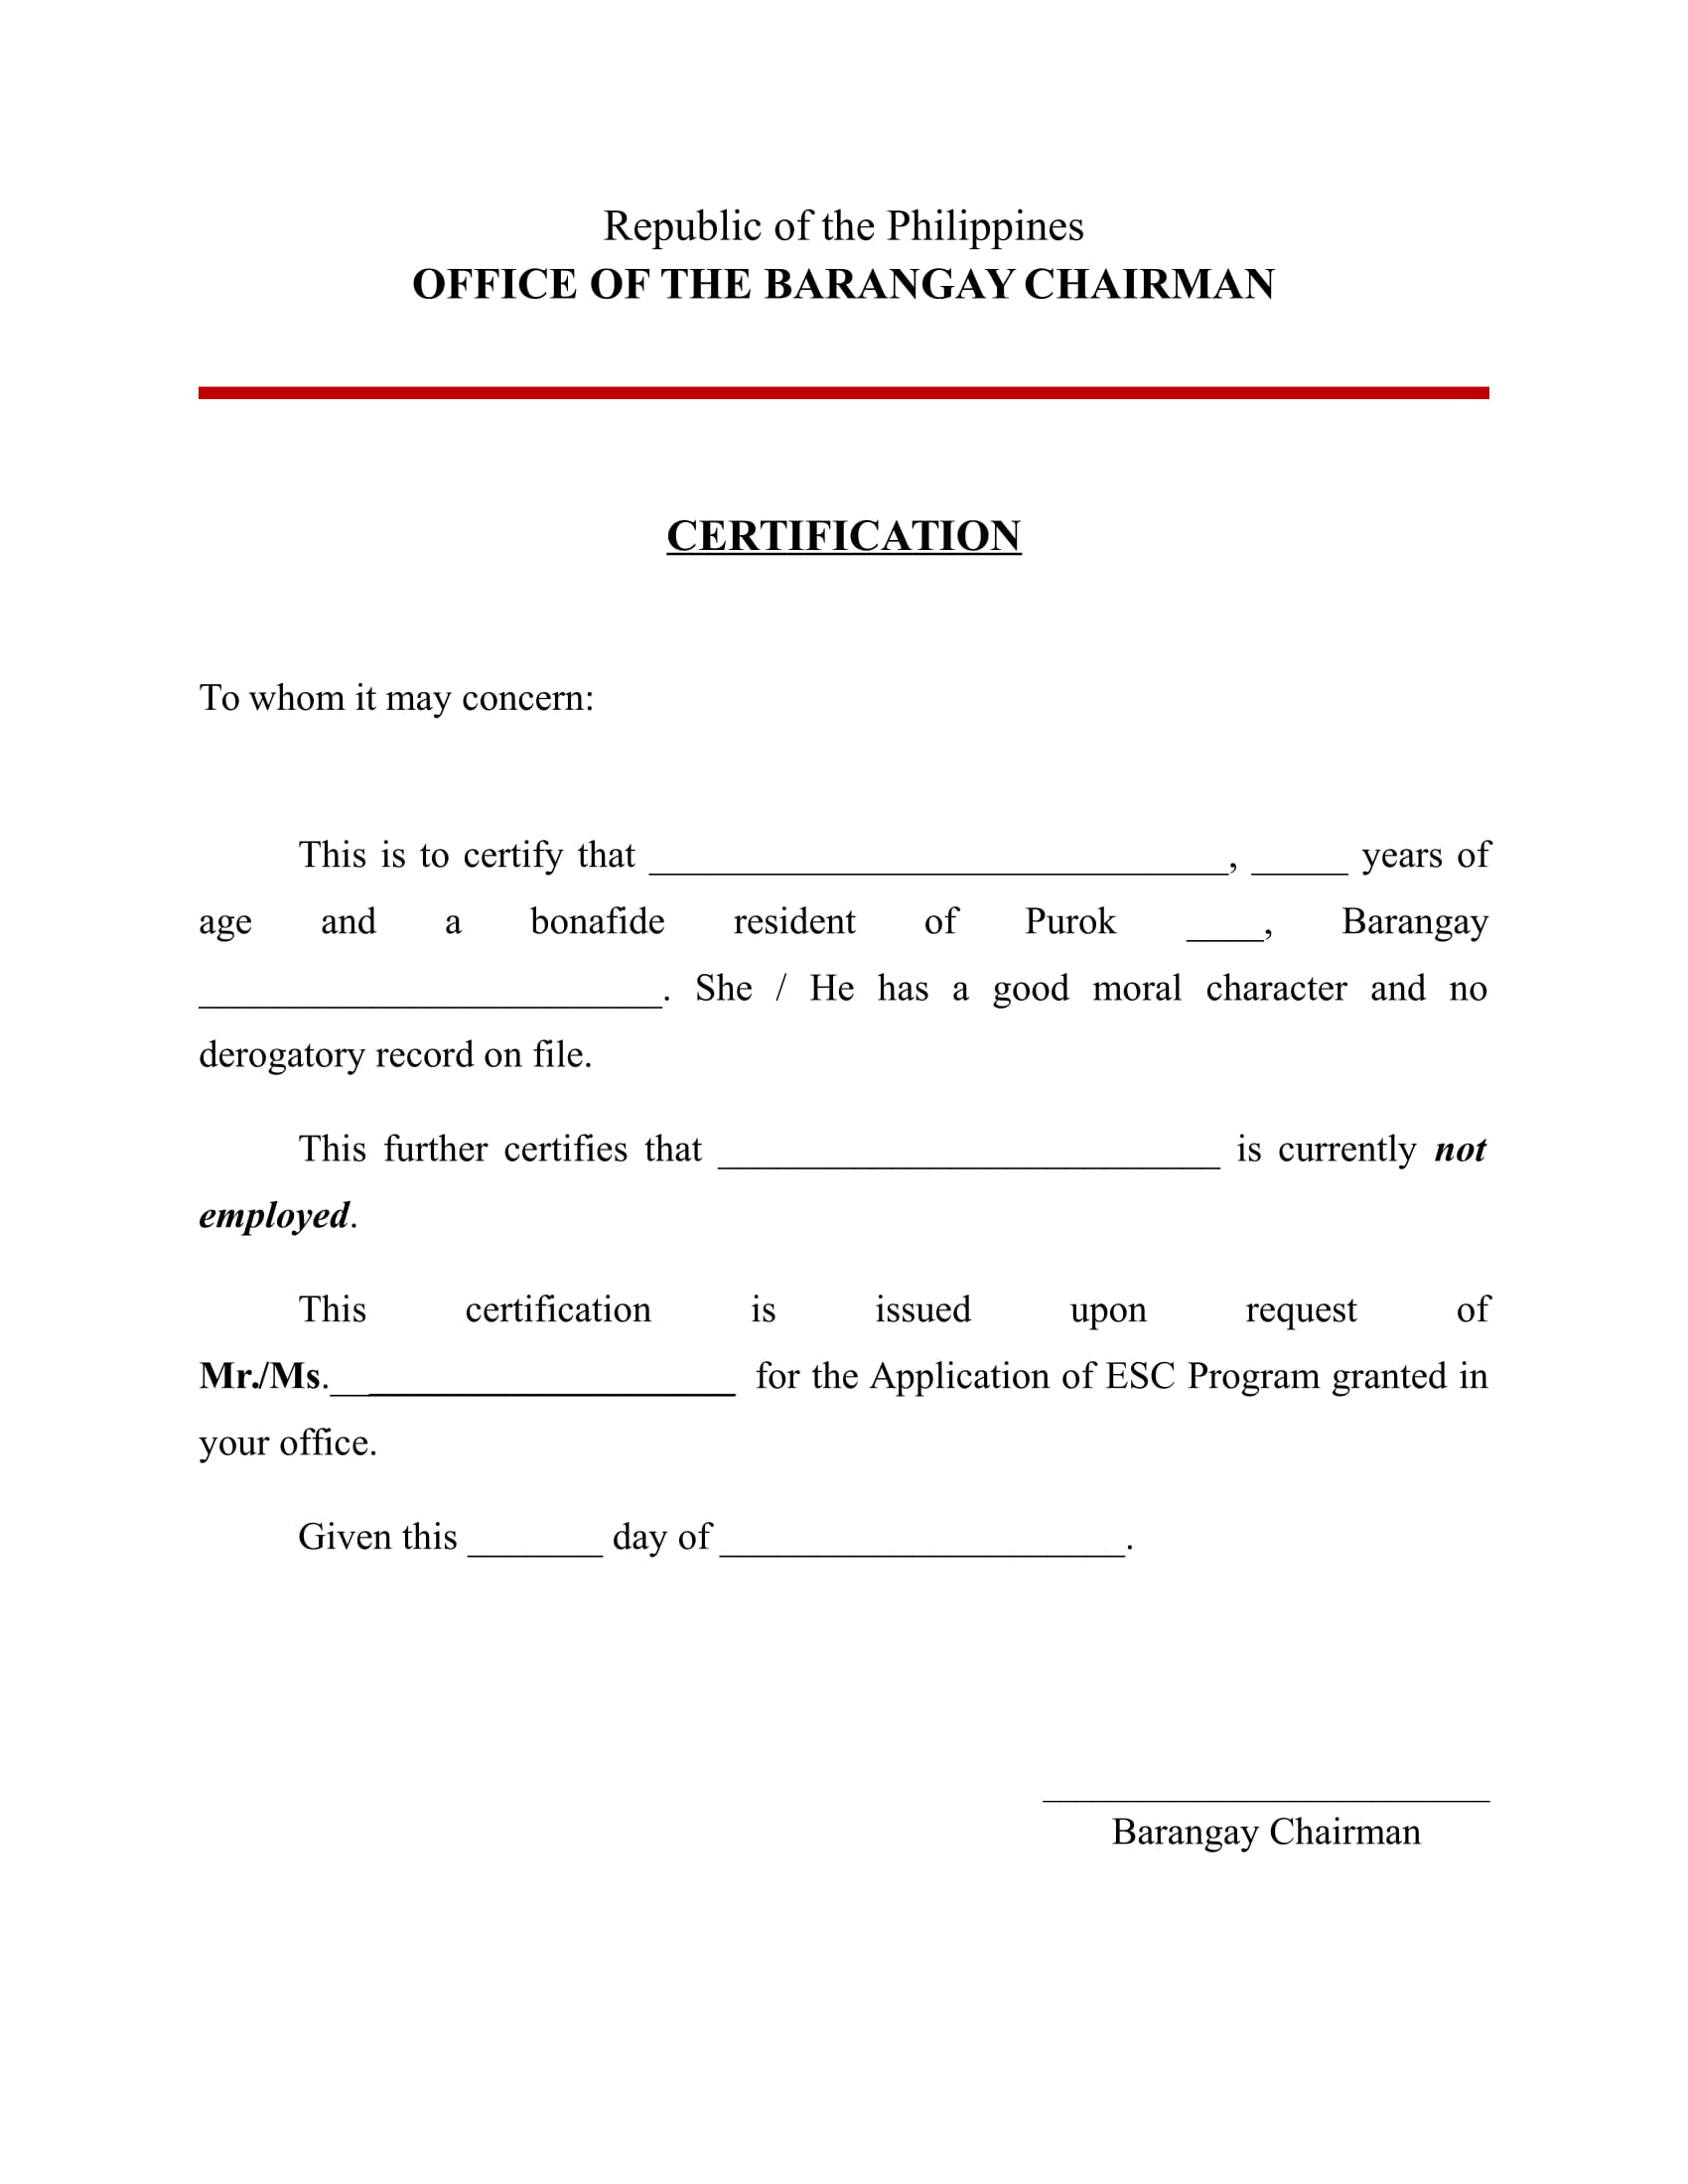 Republic of the Philippines
OFFICE OF THE BARANGAY CHAIRMAN
CERTIFICATION
To whom it may concern:
This is to certify that ______________________________, _____ years of
age and a bonafide resident of Purok ____, Barangay
________________________. She / He has a good moral character and no
derogatory record on file.
This further certifies that __________________________ is currently not
employed.
This certification is issued upon request of
Mr./Ms.____________________ for the Application of ESC Program granted in
your office.
Given this _______ day of _____________________.
_______________________
Barangay Chairman